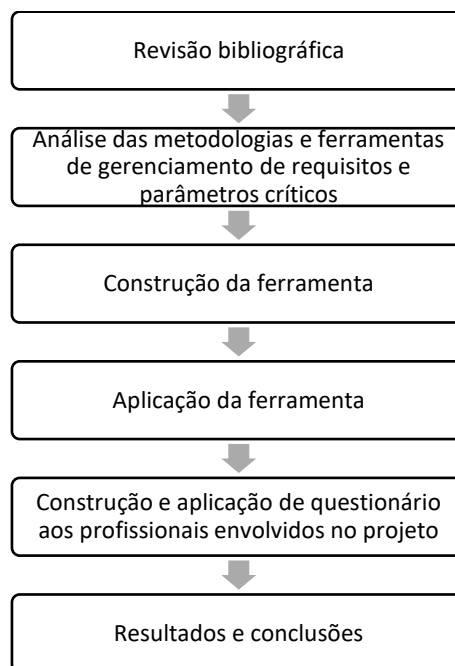 Revisão bibliográfica
Análise das metodologias e ferramentas
de gerenciamento de requisitos e
parâmetros críticos
Construção da ferramenta
Aplicação da ferramenta
Construção e aplicação de questionário
aos profissionais envolvidos no projeto
Resultados e conclusões